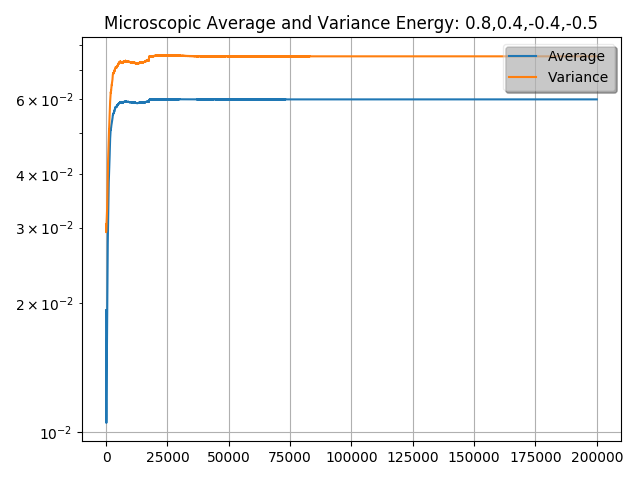 Microscopic Average and Variance Energy: 0.8,0.4,-0.4,-0.5
Average
Variance
6 × 10⁻²
4 × 10⁻²
3 × 10⁻²
2 × 10⁻²
10⁻²
0 25000 50000 75000 100000 125000 150000 175000 200000